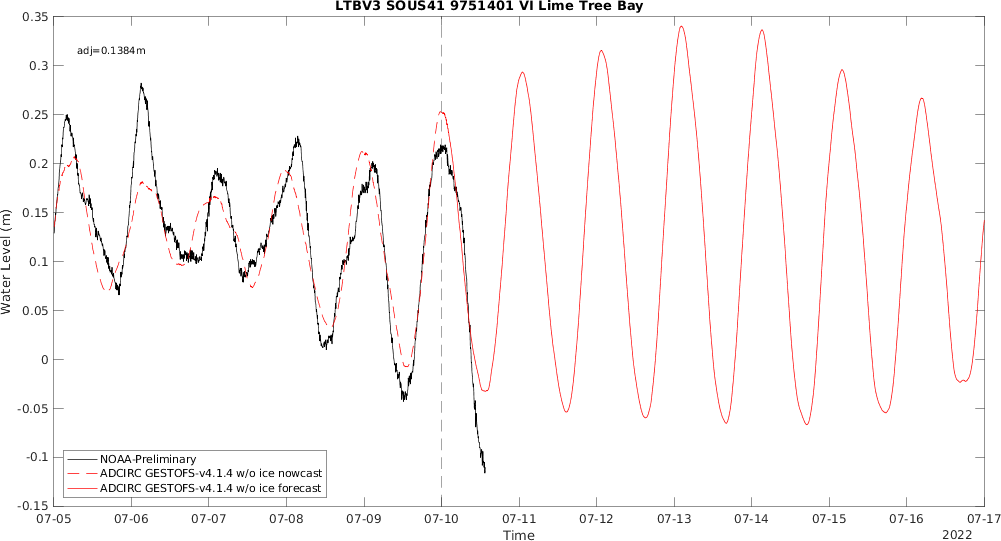 LTBV3 SOUS41 9751401 VI Lime Tree Bay
adj=0.1384m
0.35
0.3
0.25
0.2
0.15
0.1
0.05
0
-0.05
-0.1
-0.15
Water Level (m)
NOAA-Preliminary
ADCIRC GESTOFS-v4.1.4 w/o ice nowcast
ADCIRC GESTOFS-v4.1.4 w/o ice forecast
07-05 07-06 07-07 07-08 07-09 07-10 07-11 07-12 07-13 07-14 07-15 07-16 07-17
Time
2022